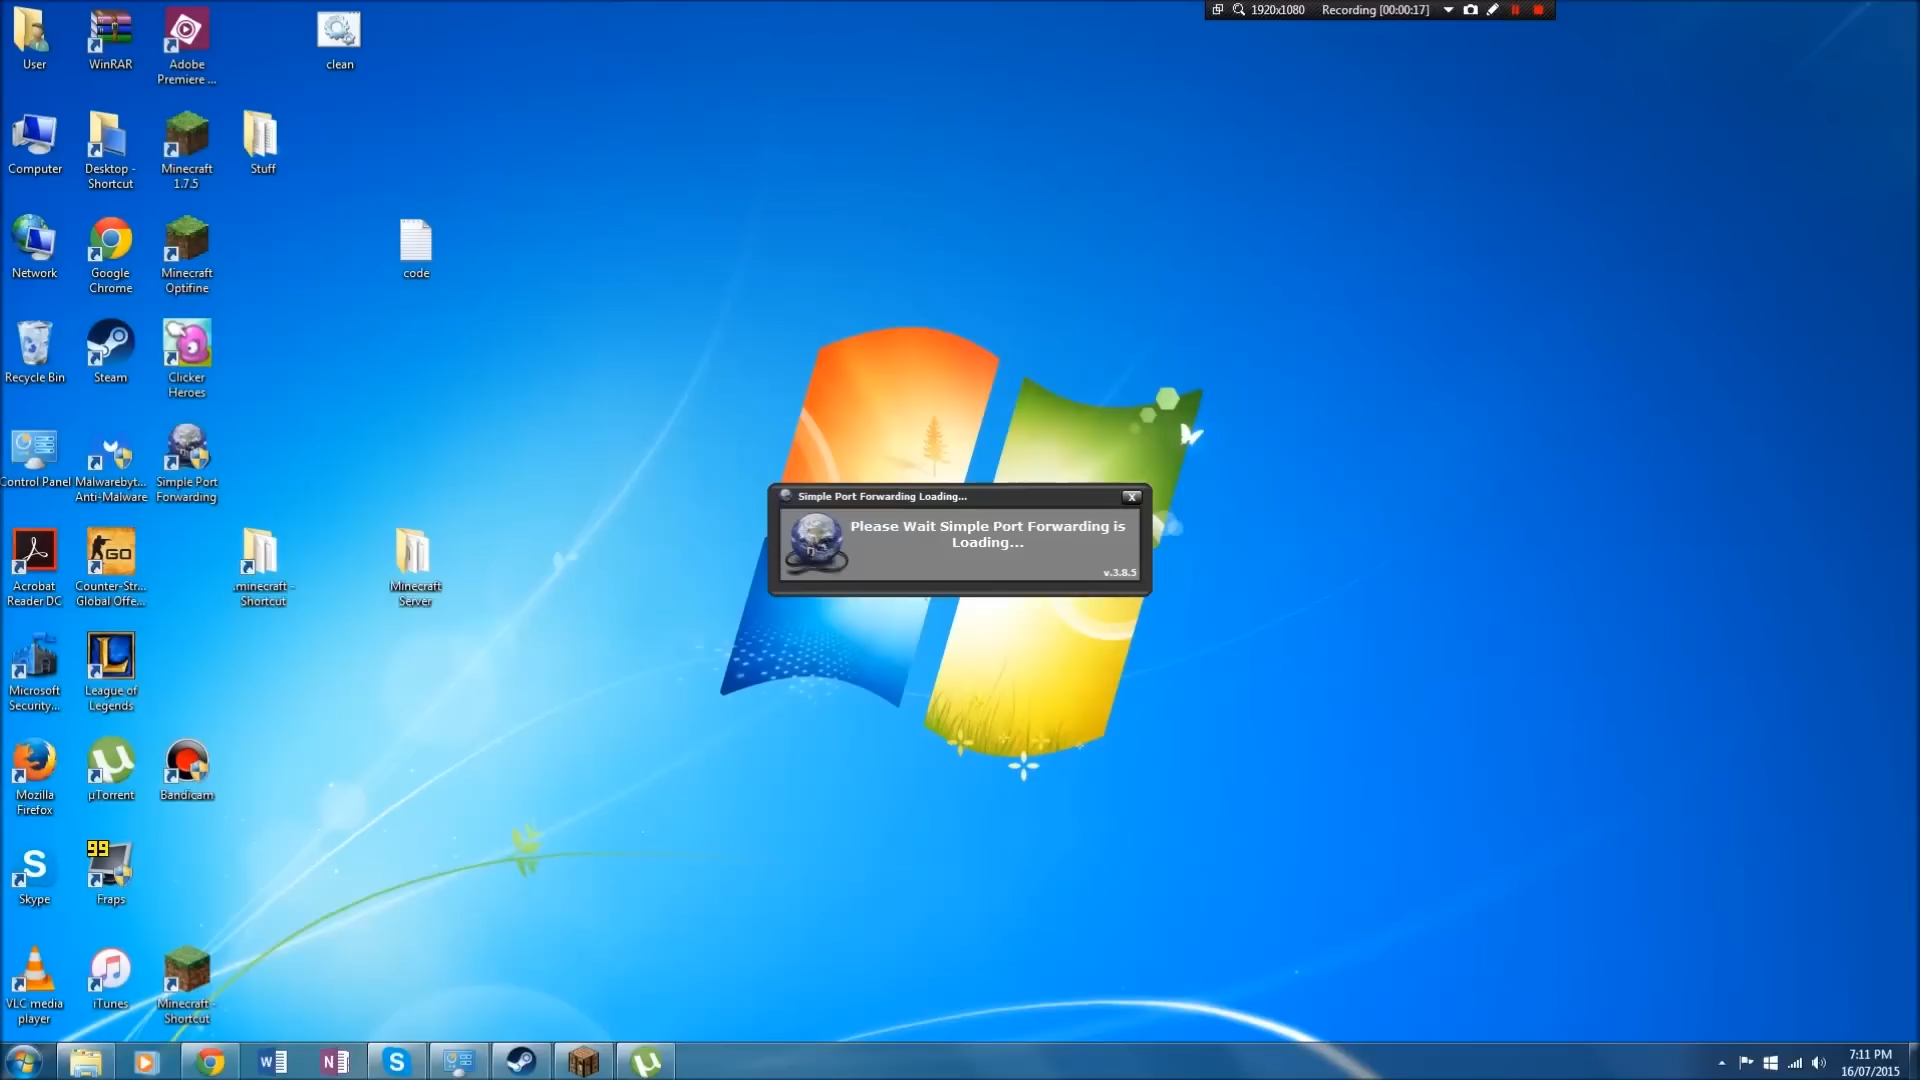 1920x1080 Recording [00:00:17]
User
WinRAR
Adobe
Premiere ...
clean
Computer
Desktop -
Shortcut
Minecraft
1.7.5
Stuff
Network
Google
Chrome
Minecraft
Optifine
code
Recycle Bin
Steam
Clicker
Heroes
Control Panel
Malwarebyt...
Anti-Malware
Simple Port
Forwarding
Simple Port Forwarding Loading...
X
Please Wait Simple Port Forwarding is
Loading...
v.3.8.5
Acrobat
Reader DC
GO
Counter-Str...
Global Offe...
.minecraft -
Shortcut
Minecraft
Server
Microsoft
Security...
L
League of
Legends
Mozilla
Firefox
µ
µTorrent
Bandicam
S
Skype
99
Fraps
VLC media
player
iTunes
Minecraft -
Shortcut
W
N
S
µ
7:11 PM
16/07/2015